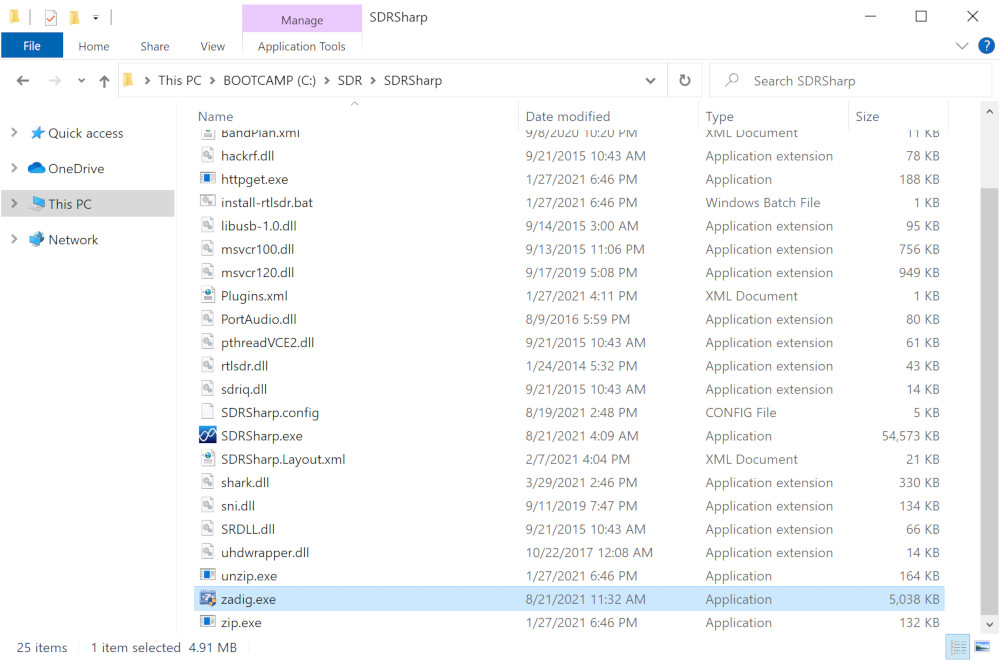 Manage
SDRSharp
File Home Share View Application Tools
This PC BOOTCAMP (C:) SDR SDRSharp
Search SDRSharp
Name Date modified Type Size
Quick access
OneDrive
This PC
Network
BandPlan.xml 9/8/2020 10:20 PM XML Document 11 KB
hackrf.dll 9/21/2015 10:43 AM Application extension 78 KB
httpget.exe 1/27/2021 6:46 PM Application 188 KB
install-rtlsdr.bat 1/27/2021 6:46 PM Windows Batch File 1 KB
libusb-1.0.dll 9/14/2015 3:00 AM Application extension 95 KB
msvcr100.dll 9/13/2015 11:06 PM Application extension 756 KB
msvcr120.dll 9/17/2019 5:08 PM Application extension 949 KB
Plugins.xml 1/27/2021 4:11 PM XML Document 1 KB
PortAudio.dll 8/9/2016 5:59 PM Application extension 80 KB
pthreadVCE2.dll 9/21/2015 10:43 AM Application extension 61 KB
rtlsdr.dll 1/24/2014 5:32 PM Application extension 43 KB
sdriq.dll 9/21/2015 10:43 AM Application extension 14 KB
SDRSharp.config 8/19/2021 2:48 PM CONFIG File 5 KB
SDRSharp.exe 8/21/2021 4:09 AM Application 54,573 KB
SDRSharp.Layout.xml 2/7/2021 4:04 PM XML Document 21 KB
shark.dll 3/29/2021 2:46 PM Application extension 330 KB
sni.dll 9/11/2019 7:47 PM Application extension 134 KB
SRDLL.dll 9/21/2015 10:43 AM Application extension 66 KB
uhdwrapper.dll 10/22/2017 12:08 AM Application extension 14 KB
unzip.exe 1/27/2021 6:46 PM Application 164 KB
zadig.exe 8/21/2021 11:32 AM Application 5,038 KB
zip.exe 1/27/2021 6:46 PM Application 132 KB
25 items 1 item selected 4.91 MB